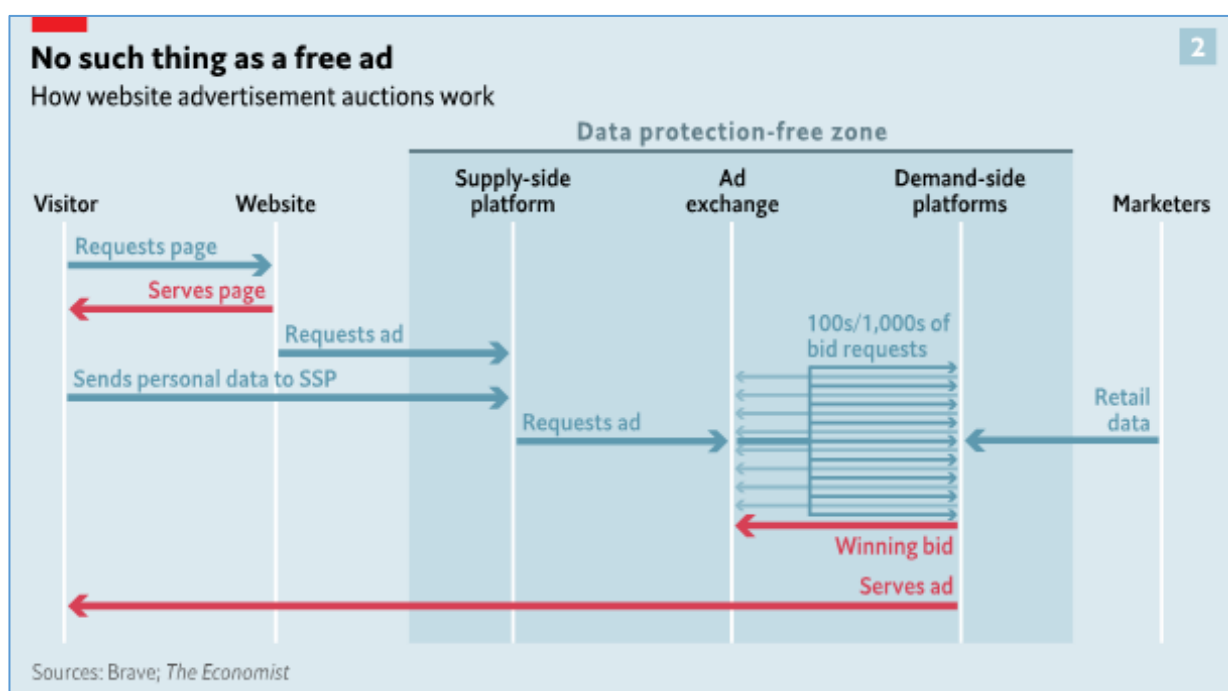 No such thing as a free ad
2
How website advertisement auctions work
Data protection-free zone
Visitor
Website
Supply-side
platform
Ad
exchange
Demand-side
platforms
Marketers
Requests page
Serves page
Requests ad
100s/1,000s of
bid requests
Sends personal data to SSP
Requests ad
Retail
data
Winning bid
Serves ad
Sources: Brave; The Economist